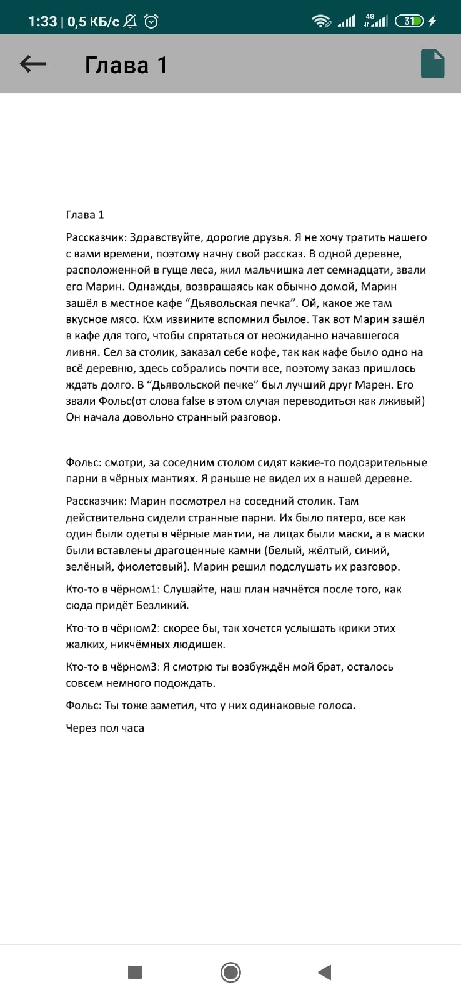 1:33 | 0,5 КБ/с
4G
31
Глава 1
Глава 1
Рассказчик: Здравствуйте, дорогие друзья. Я не хочу тратить нашего
с вами времени, поэтому начну свой рассказ. В одной деревне,
расположенной в гуще леса, жил мальчишка лет семнадцати, звали
его Марин. Однажды, возвращаясь как обычно домой, Марин
зашёл в местное кафе “Дьявольская печка”. Ой, какое же там
вкусное мясо. Кхм извините вспомнил былое. Так вот Марин зашёл
в кафе для того, чтобы спрятаться от неожиданно начавшегося
ливня. Сел за столик, заказал себе кофе, так как кафе было одно на
всё деревню, здесь собрались почти все, поэтому заказ пришлось
ждать долго. В “Дьявольской печке” был лучший друг Марен. Его
звали Фольс(от слова false в этом случая переводиться как лживый)
Он начала довольно странный разговор.
Фольс: смотри, за соседним столом сидят какие-то подозрительные
парни в чёрных мантиях. Я раньше не видел их в нашей деревне.
Рассказчик: Марин посмотрел на соседний столик. Там
действительно сидели странные парни. Их было пятеро, все как
один были одеты в чёрные мантии, на лицах были маски, а в маски
были вставлены драгоценные камни (белый, жёлтый, синий,
зелёный, фиолетовый). Марин решил подслушать их разговор.
Кто-то в чёрном1: Слушайте, наш план начнётся после того, как
сюда придёт Безликий.
Кто-то в чёрном2: скорее бы, так хочется услышать крики этих
жалких, никчёмных людишек.
Кто-то в чёрном3: Я смотрю ты возбуждён мой брат, осталось
совсем немного подождать.
Фольс: Ты тоже заметил, что у них одинаковые голоса.
Через пол часа